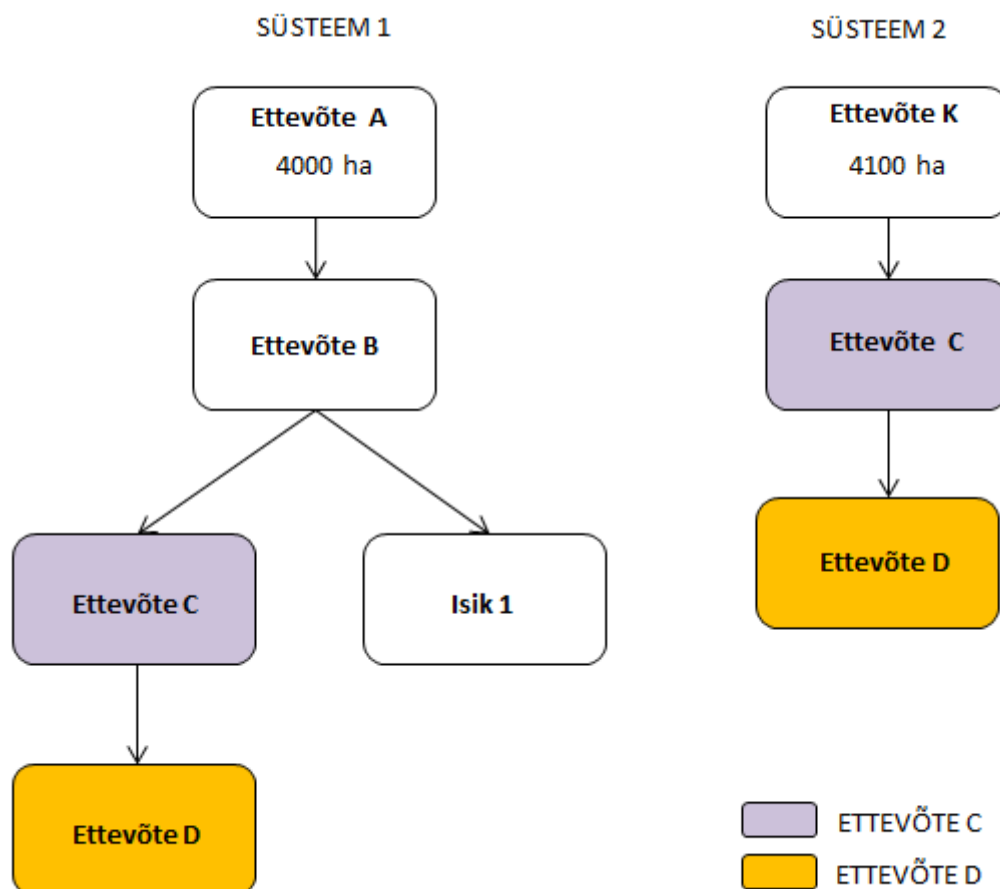 SÜSTEEM 1
SÜSTEEM 2
Ettevõte A
4000 ha
Ettevõte K
4100 ha
Ettevõte B
Ettevõte C
Ettevõte C
Isik 1
Ettevõte D
Ettevõte D
ETTEVÕTE C
ETTEVÕTE D